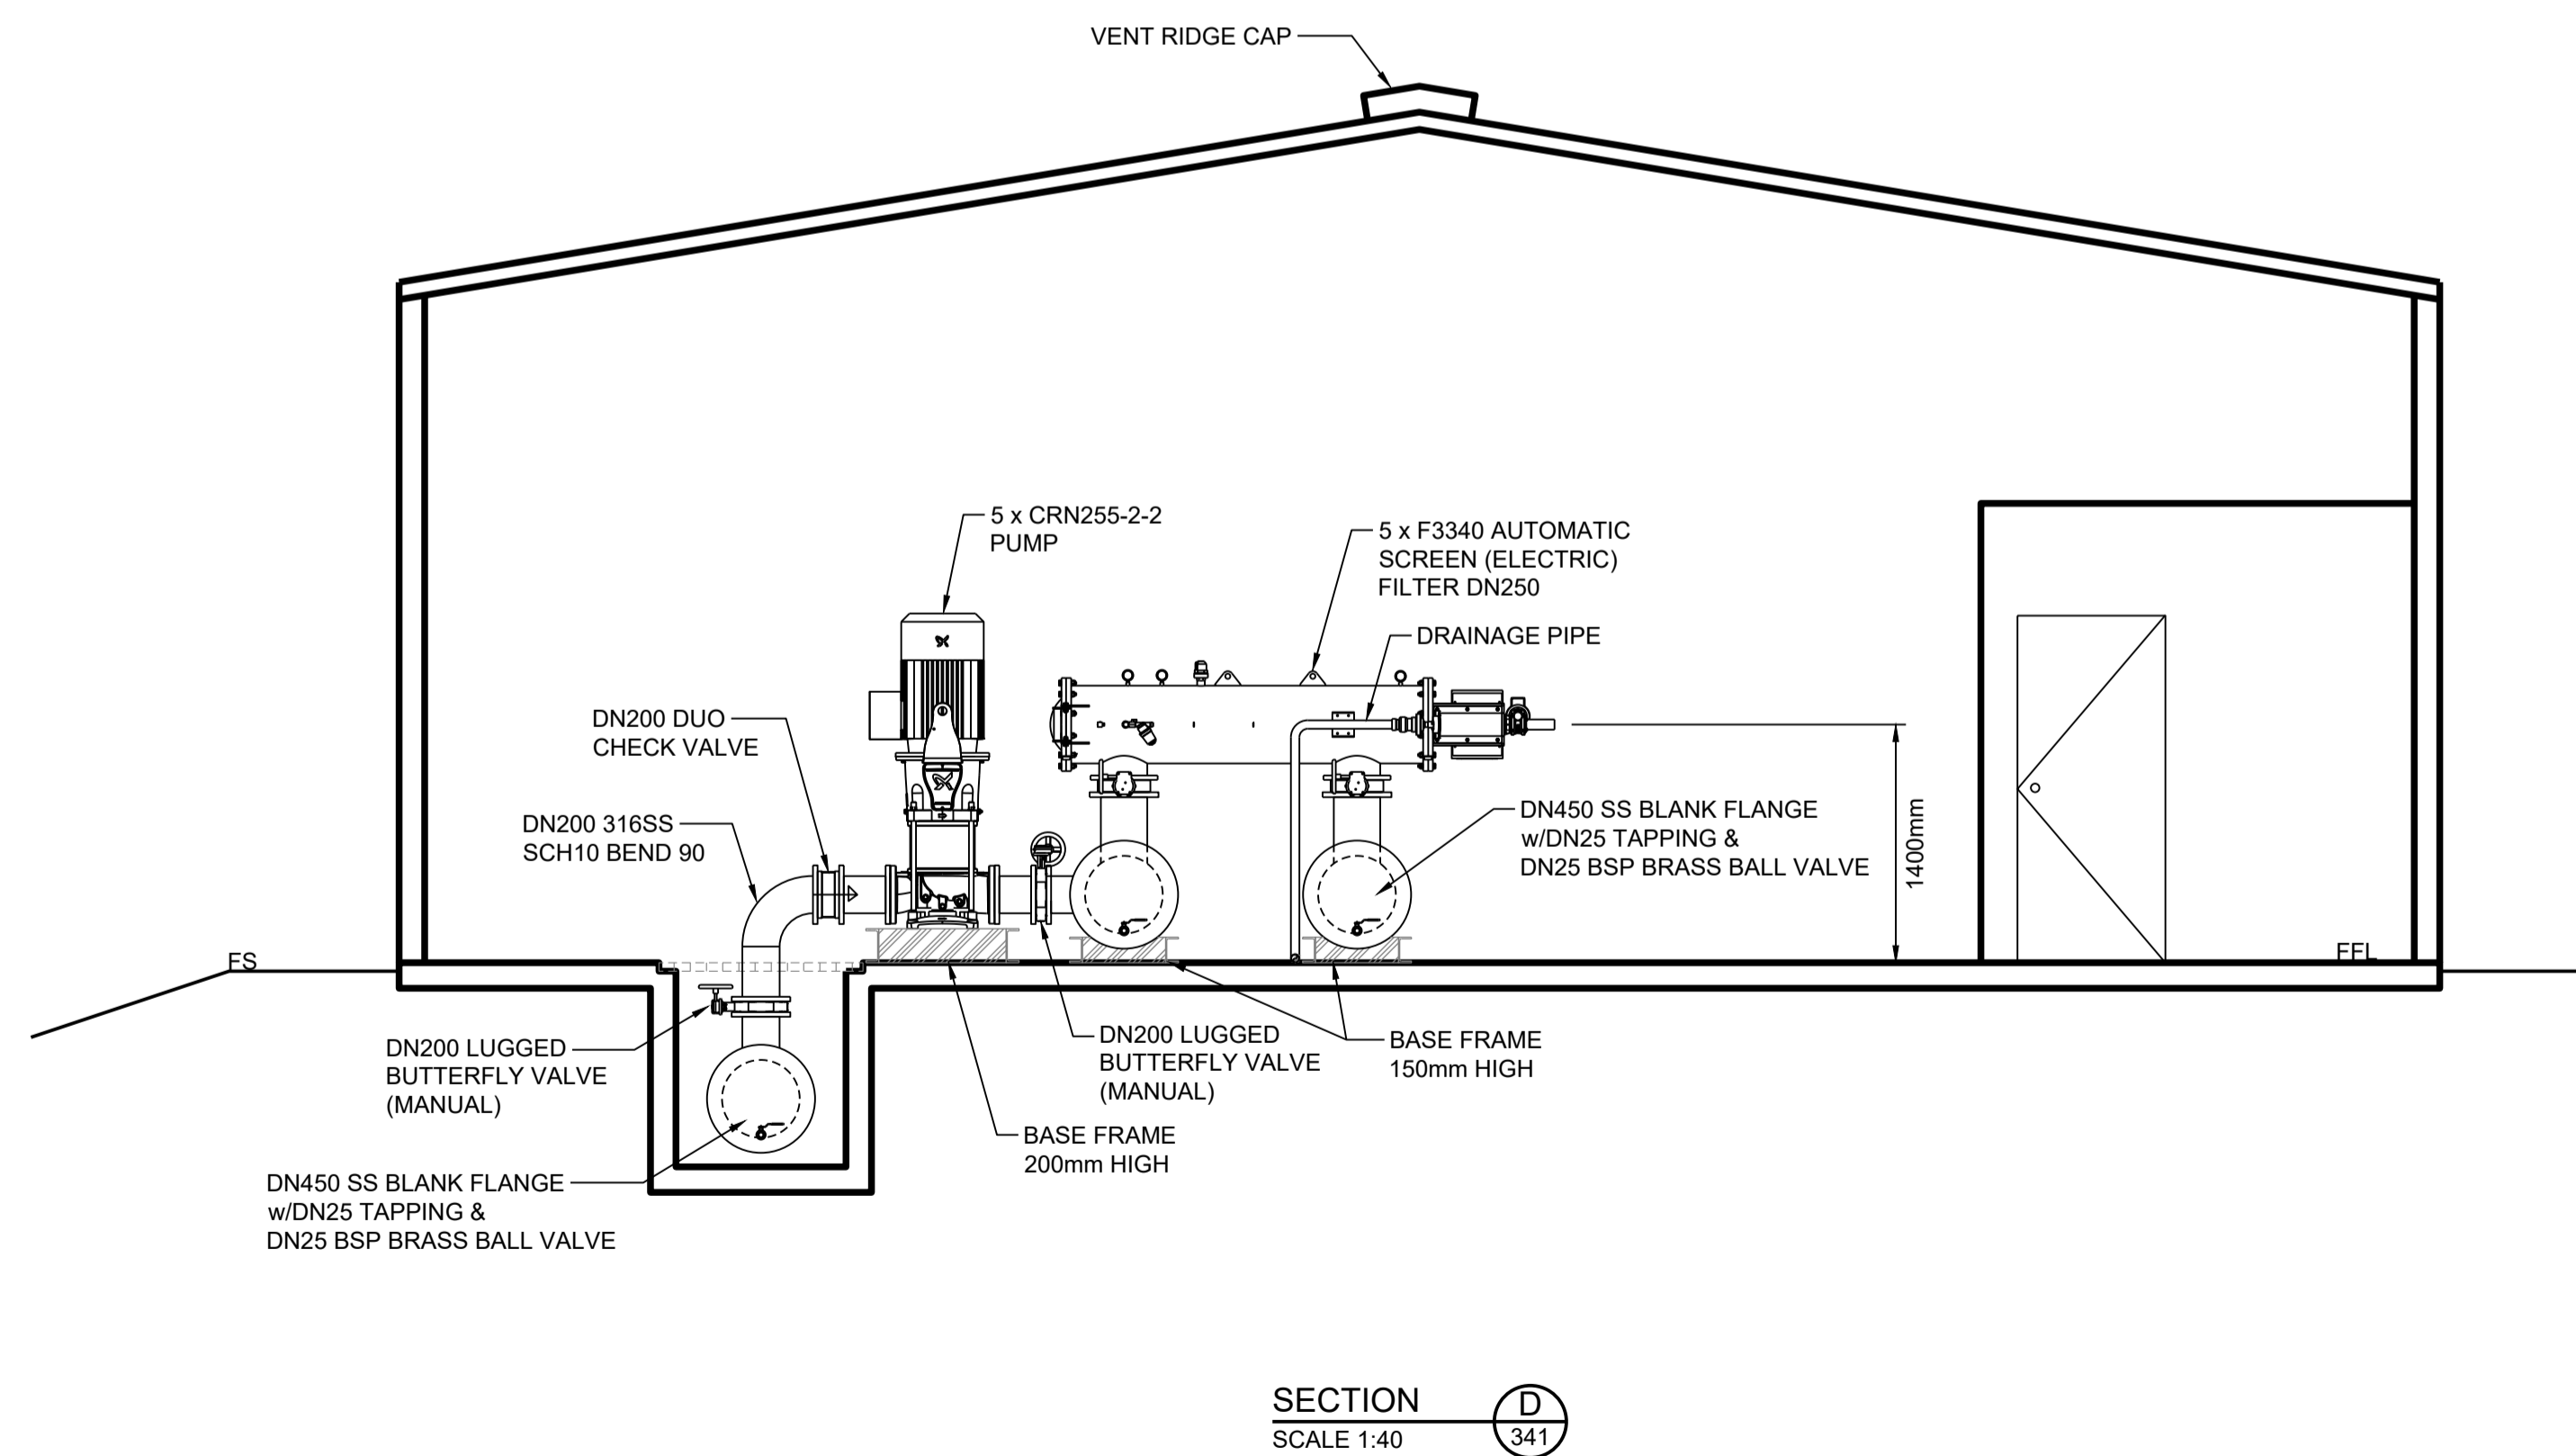 VENT RIDGE CAP
5 x CRN255-2-2
PUMP
5 x F3340 AUTOMATIC
SCREEN (ELECTRIC)
FILTER DN250
DRAINAGE PIPE
DN200 DUO
CHECK VALVE
DN200 316SS
SCH10 BEND 90
DN450 SS BLANK FLANGE
w/DN25 TAPPING &
DN25 BSP BRASS BALL VALVE
1400mm
FS
FFL
DN200 LUGGED
BUTTERFLY VALVE
(MANUAL)
DN200 LUGGED
BUTTERFLY VALVE
(MANUAL)
BASE FRAME
150mm HIGH
BASE FRAME
200mm HIGH
DN450 SS BLANK FLANGE
w/DN25 TAPPING &
DN25 BSP BRASS BALL VALVE
SECTION
SCALE 1:40
D
341